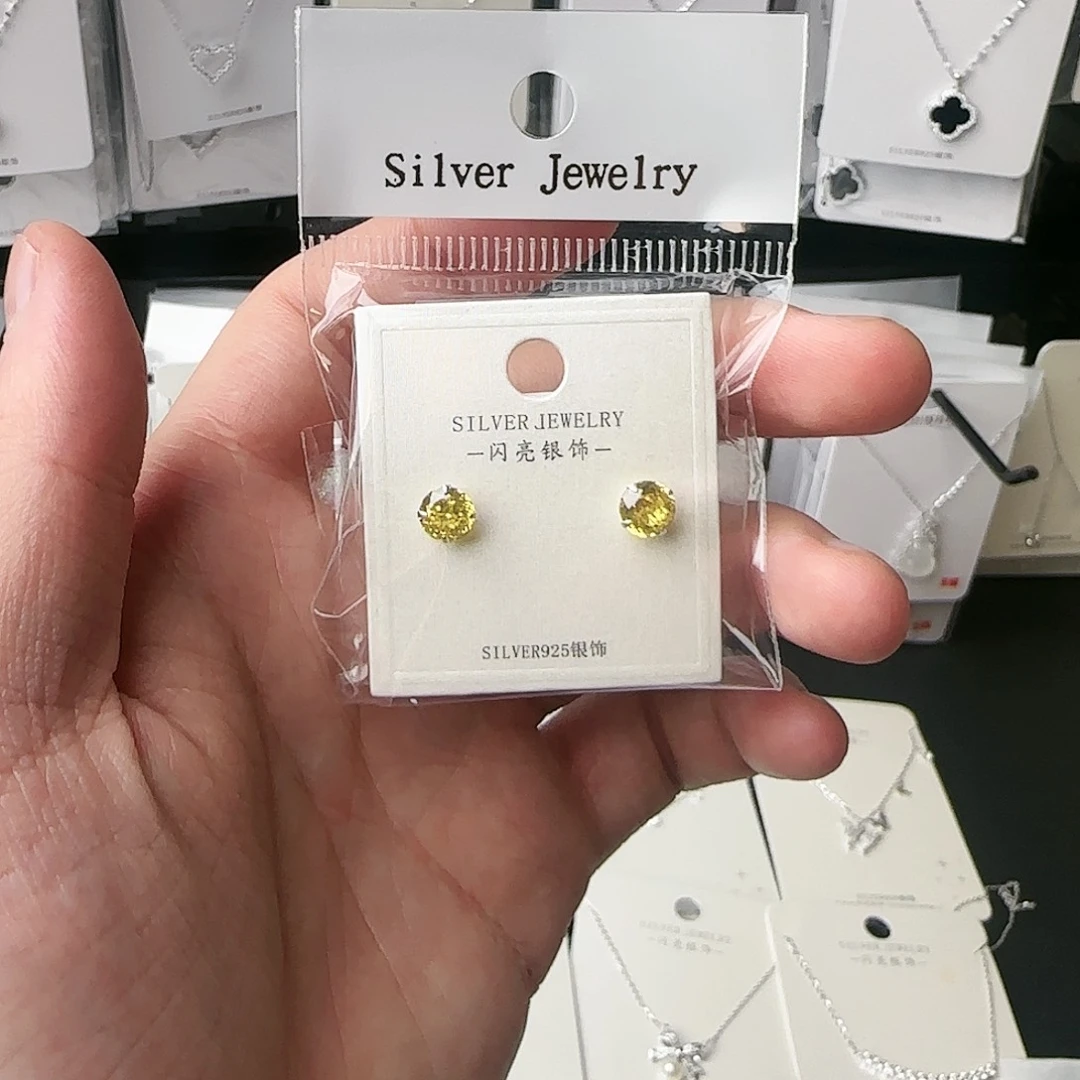 Silver Jewelry
SILVER JEWELRY
—闪亮银饰—
SILVER925银饰